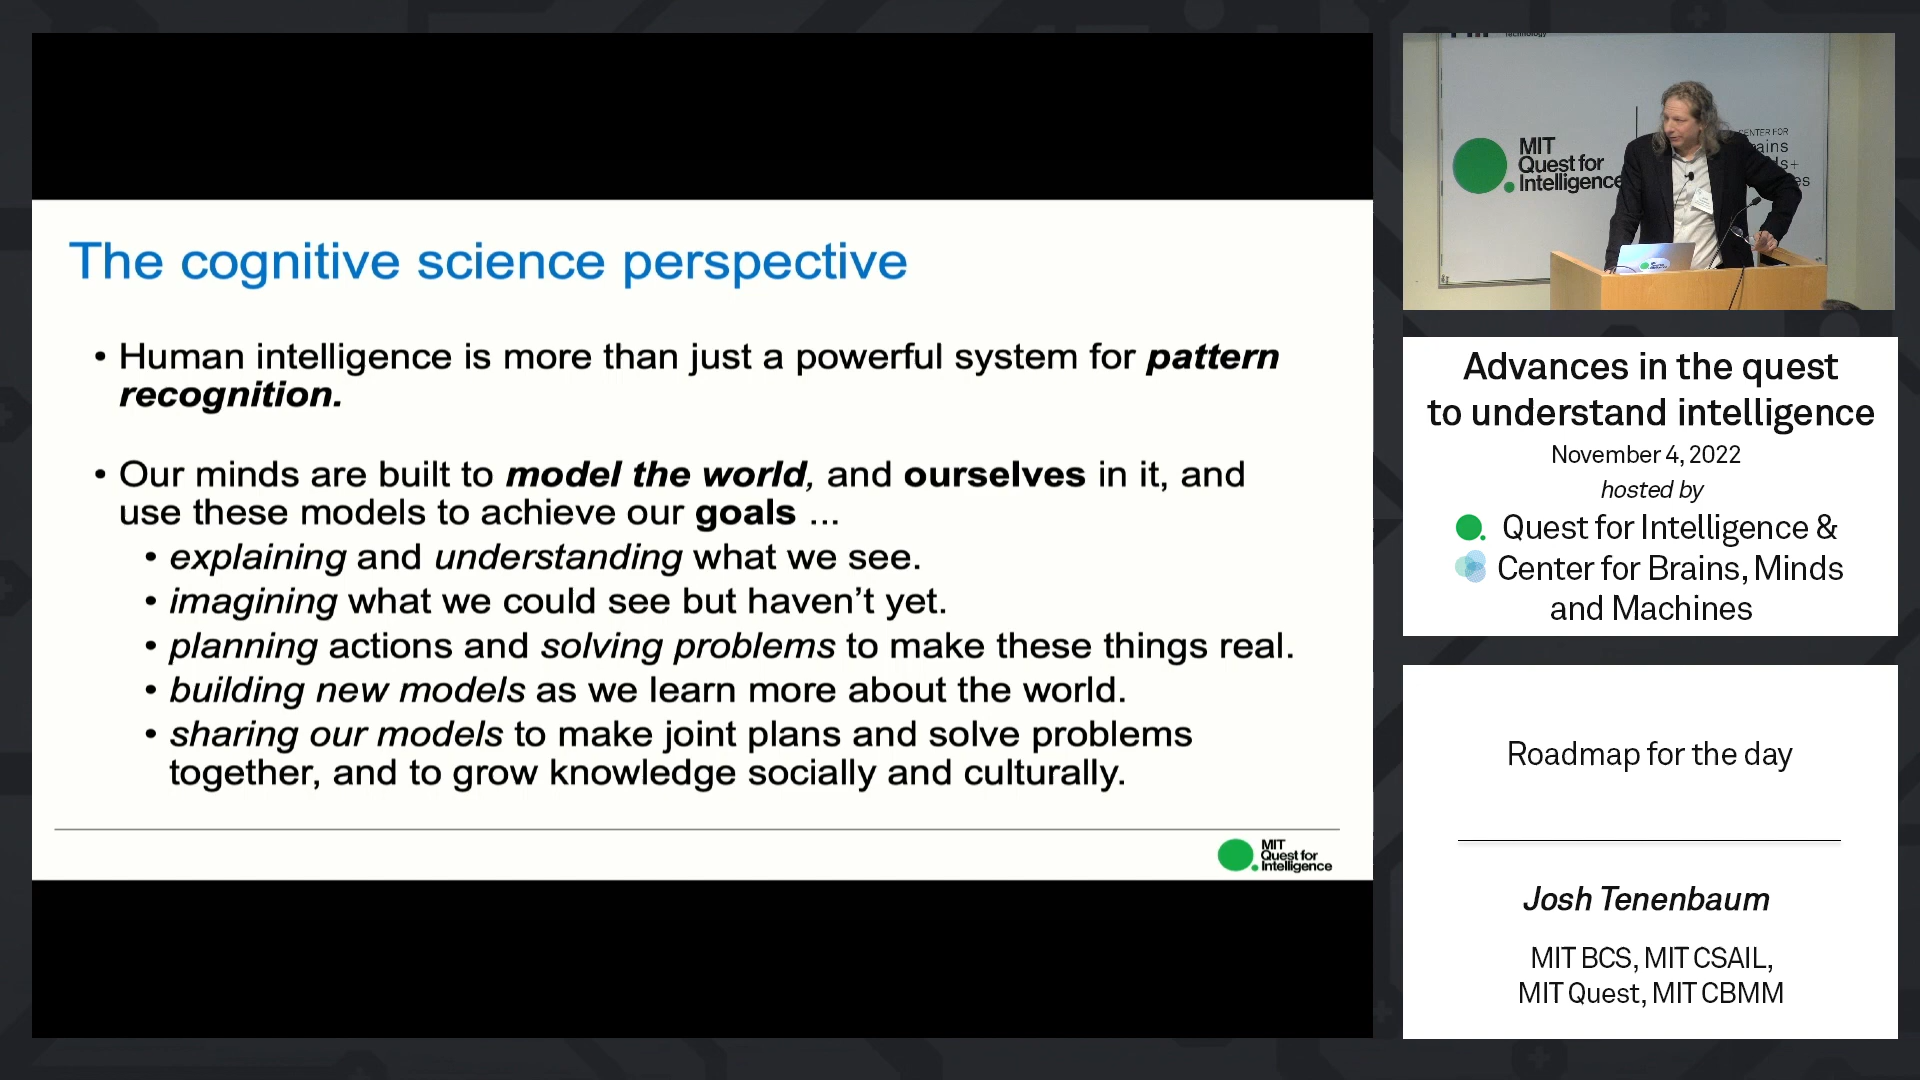 The cognitive science perspective
• Human intelligence is more than just a powerful system for pattern
recognition.
• Our minds are built to model the world, and ourselves in it, and
use these models to achieve our goals ...
• explaining and understanding what we see.
• imagining what we could see but haven’t yet.
• planning actions and solving problems to make these things real.
• building new models as we learn more about the world.
• sharing our models to make joint plans and solve problems
together, and to grow knowledge socially and culturally.
MIT
Quest for
Intelligence
Technology
MIT
Quest for
Intelligence
CENTER FOR
Advances in the quest
to understand intelligence
November 4, 2022
hosted by
Quest for Intelligence &
Center for Brains, Minds
and Machines
Roadmap for the day
Josh Tenenbaum
MIT BCS, MIT CSAIL,
MIT Quest, MIT CBMM